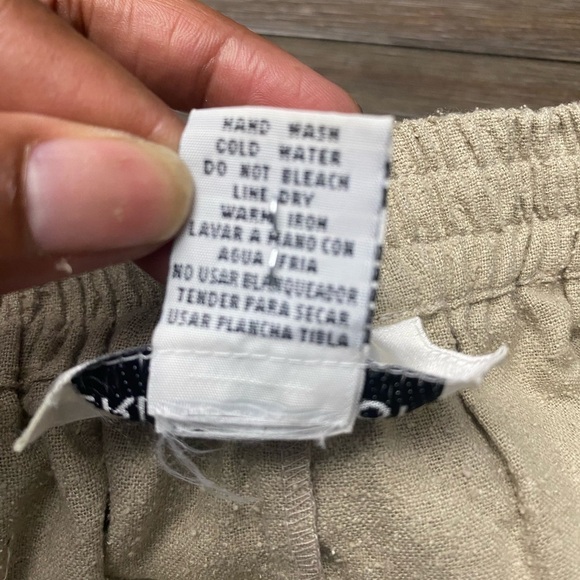 HAND WASH
COLD WATER
DO NOT BLEACH
LINE DRY
WARM IRON
LAVAR A MANO CON
AGUA FRIA
NO USAR BLANQUEADOR
TENDER PARA SECAR
USAR PLANCHA TIBLA